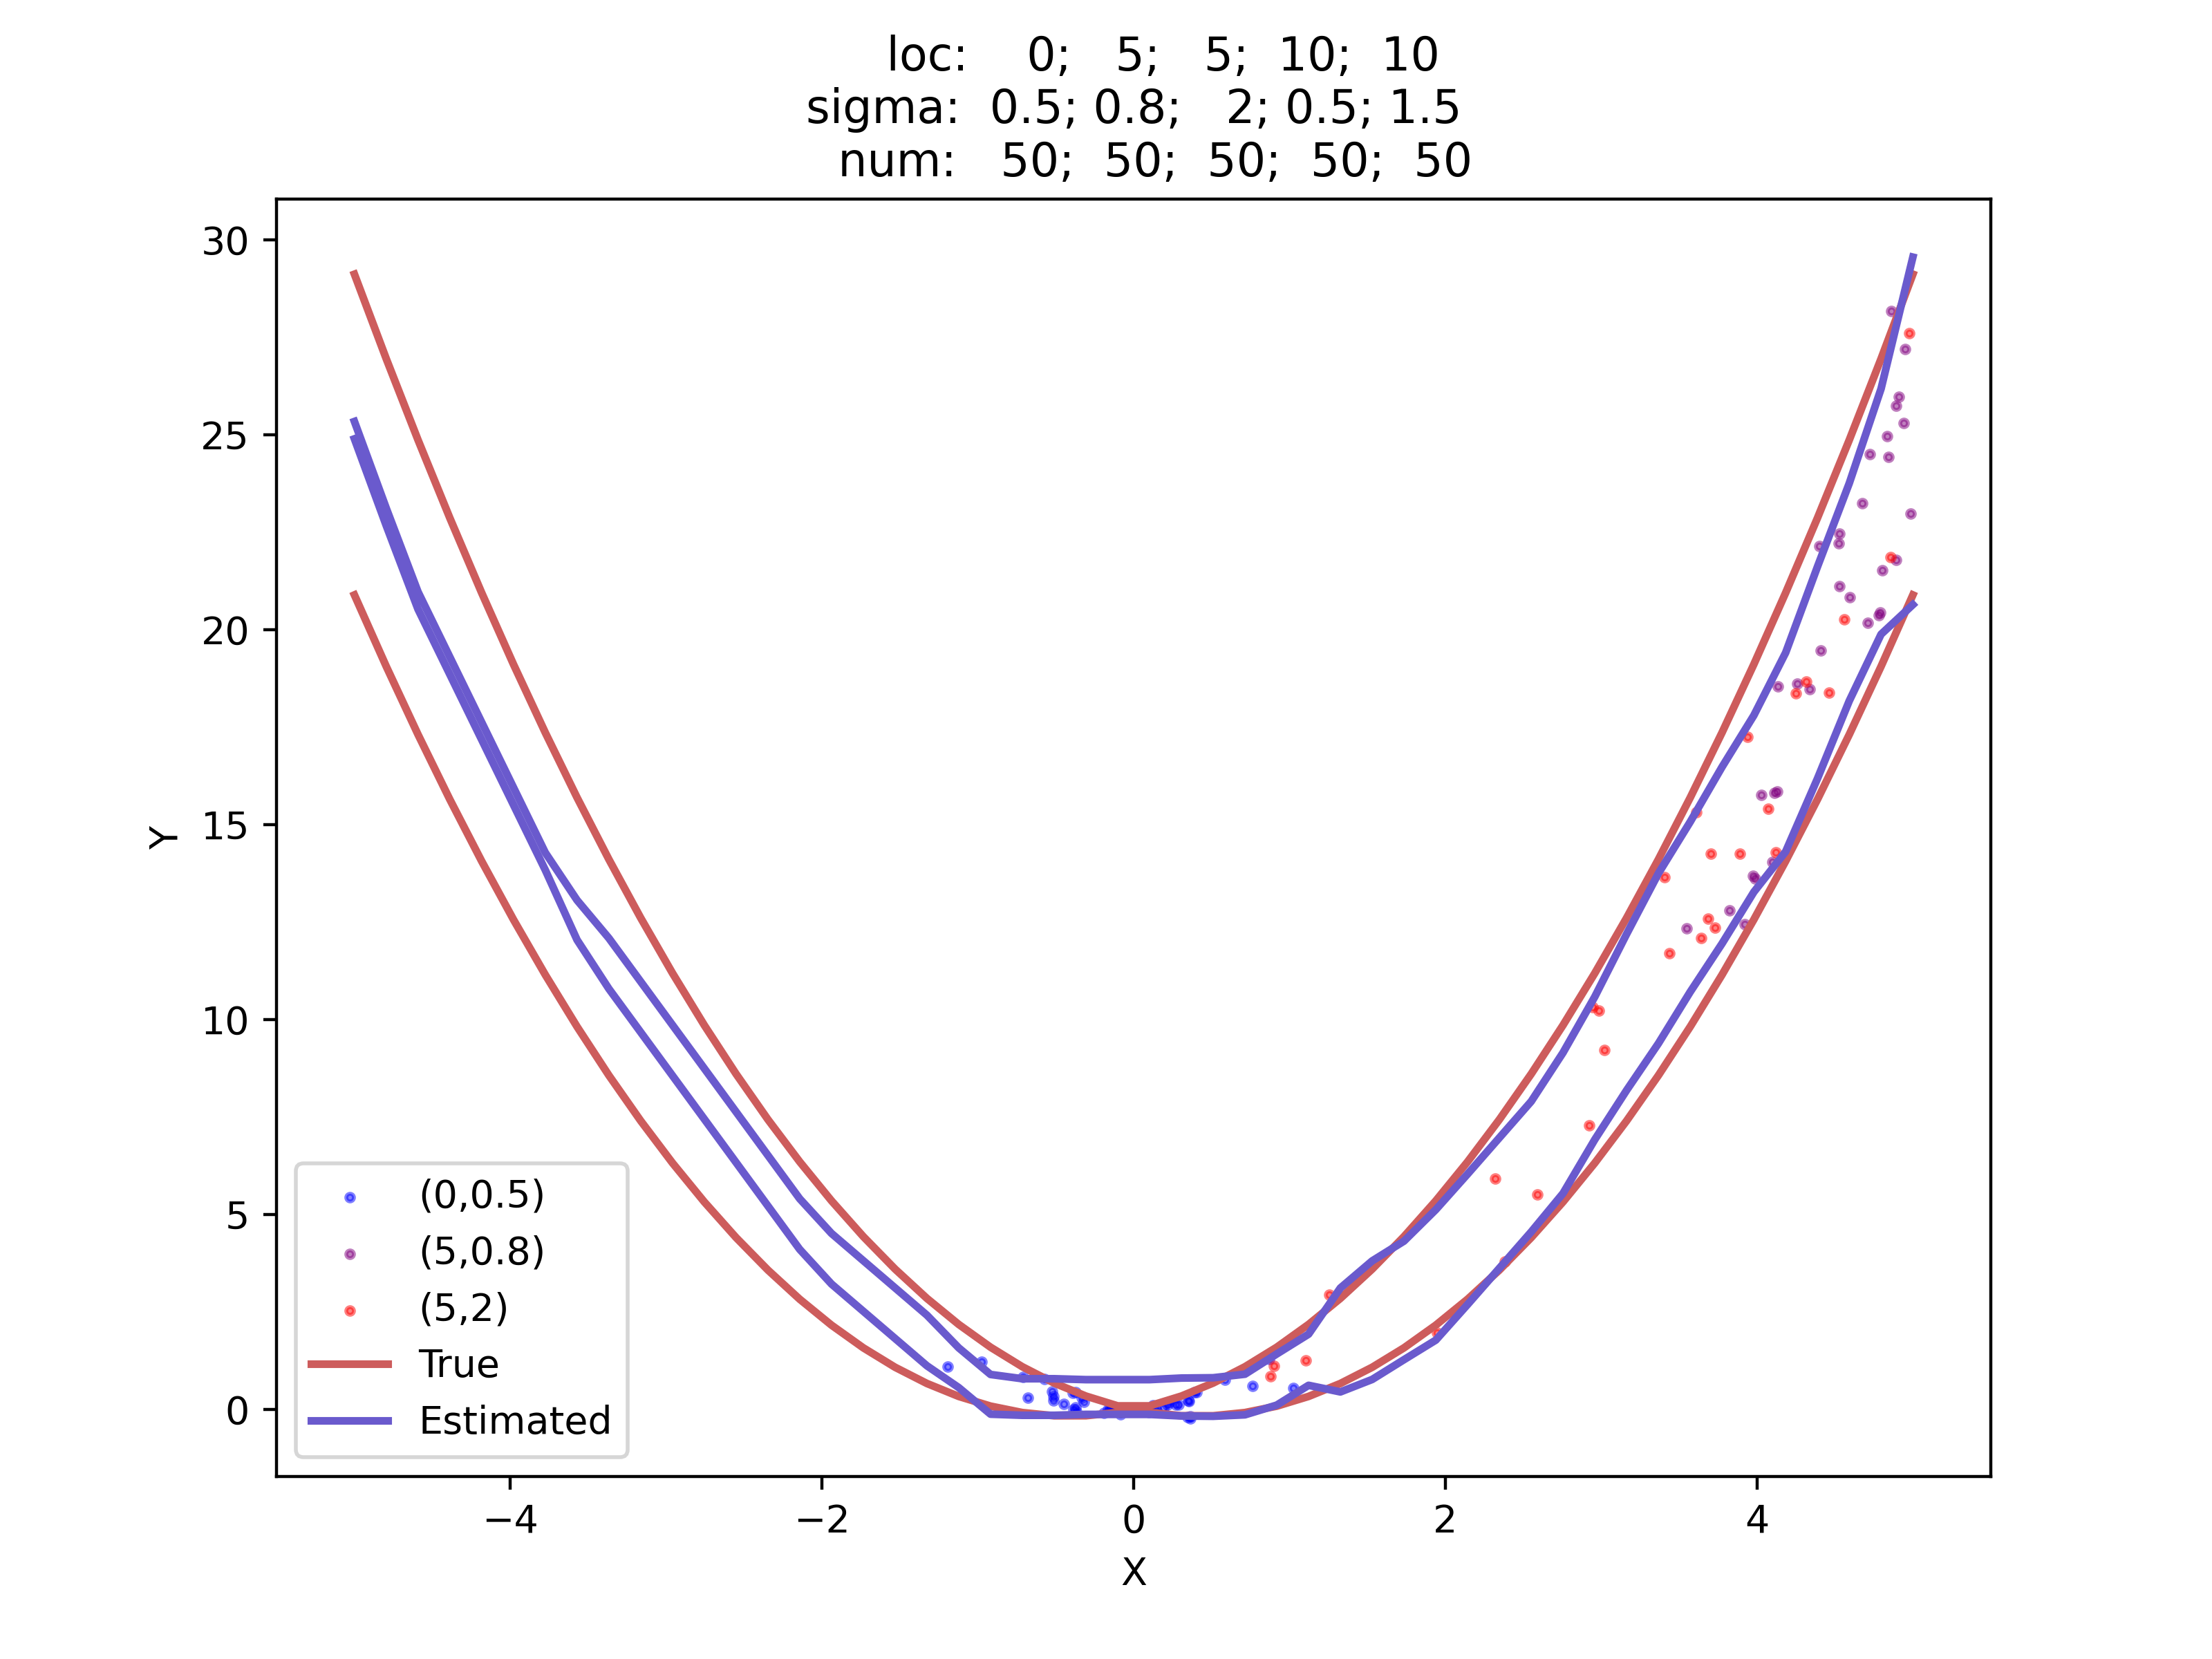 loc: 0; 5; 5; 10; 10
sigma: 0.5; 0.8; 2; 0.5; 1.5
num: 50; 50; 50; 50; 50
30
25
20
15
10
5
0
Y
(0,0.5)
(5,0.8)
(5,2)
True
Estimated
−4 −2 0 2 4
X